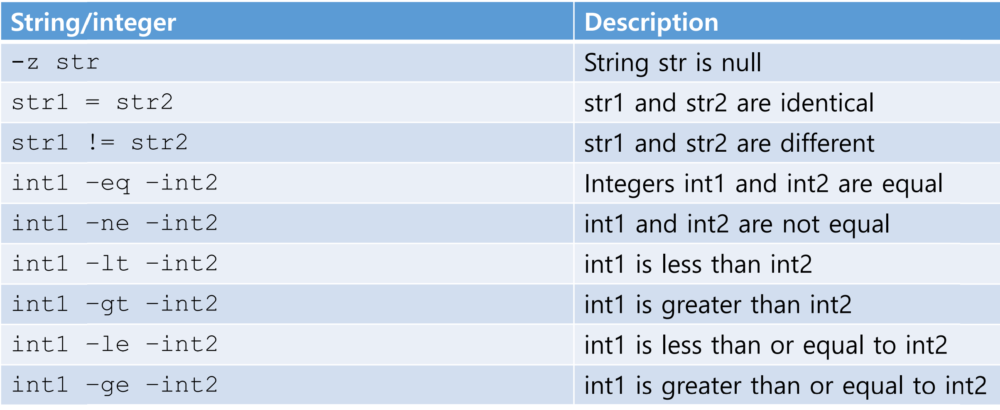 String/integer Description
-z str String str is null
str1 = str2 str1 and str2 are identical
str1 != str2 str1 and str2 are different
int1 –eq –int2 Integers int1 and int2 are equal
int1 –ne –int2 int1 and int2 are not equal
int1 –lt –int2 int1 is less than int2
int1 –gt –int2 int1 is greater than int2
int1 –le –int2 int1 is less than or equal to int2
int1 –ge –int2 int1 is greater than or equal to int2